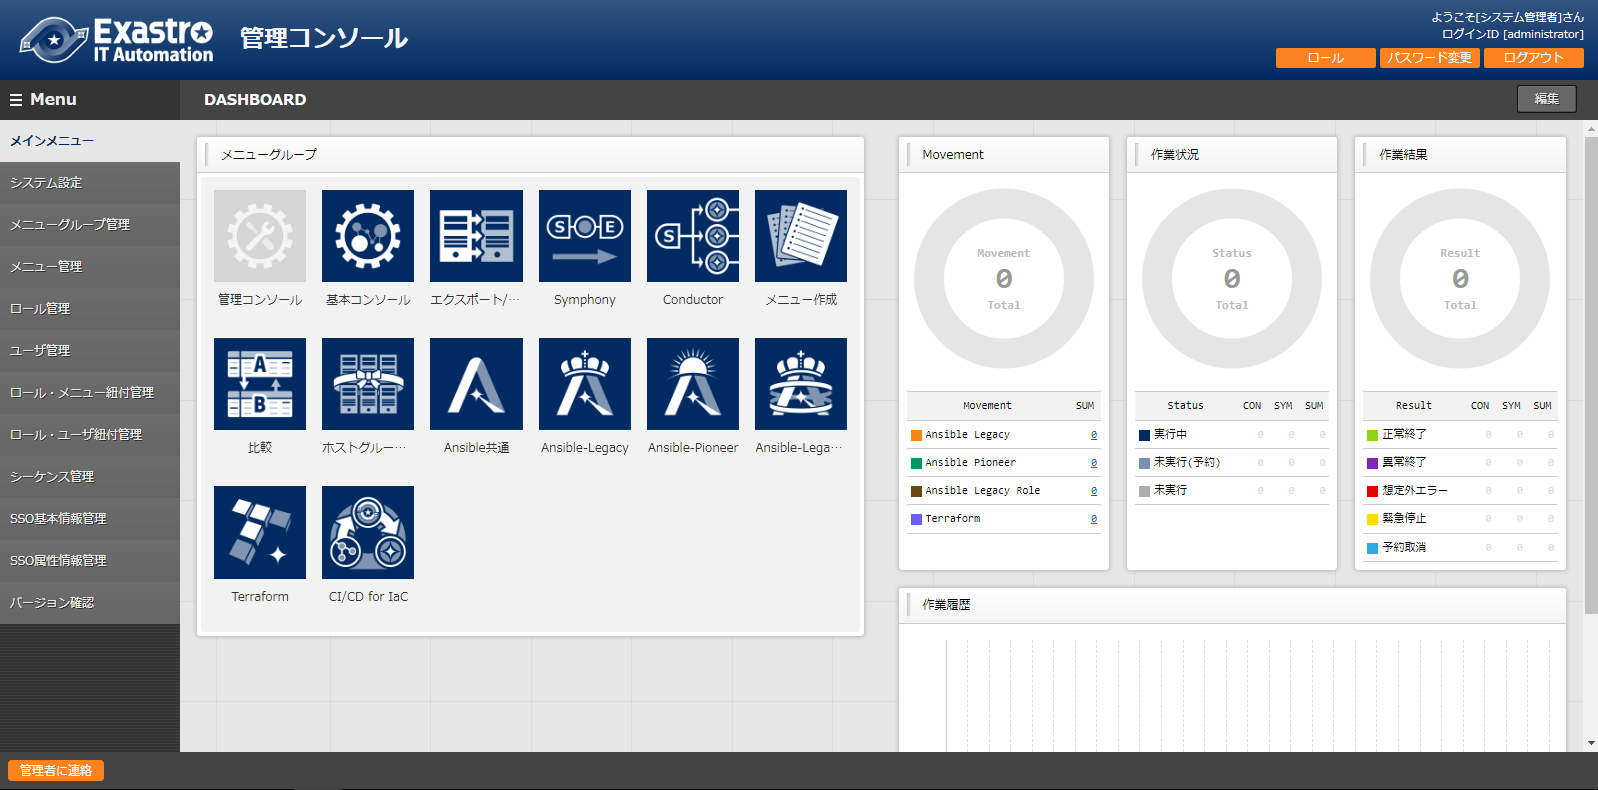 Exastro
IT Automation
管理コンソール
ようこそ[システム管理者]さん
ログインID [administrator]
ロール
パスワード変更
ログアウト
Menu
DASHBOARD
編集
メインメニュー
システム設定
メニューグループ管理
メニュー管理
ロール管理
ユーザ管理
ロール・メニュー紐付管理
ロール・ユーザ紐付管理
シーケンス管理
SSO基本情報管理
SSO属性情報管理
バージョン確認
メニューグループ
管理コンソール
基本コンソール
エクスポート/…
S O E
Symphony
S
Conductor
メニュー作成
A
B
比較
ホストグルー…
Ansible共通
Ansible-Legacy
Ansible-Pioneer
Ansible-Lega…
Terraform
CI/CD for IaC
Movement
Movement
0
Total
Movement SUM
Ansible Legacy 0
Ansible Pioneer 0
Ansible Legacy Role 0
Terraform 0
作業状況
Status
0
Total
Status CON SYM SUM
実行中 0 0 0
未実行(予約) 0 0 0
未実行 0 0 0
作業結果
Result
0
Total
Result CON SYM SUM
正常終了 0 0 0
異常終了 0 0 0
想定外エラー 0 0 0
緊急停止 0 0 0
予約取消 0 0 0
作業履歴
管理者に連絡